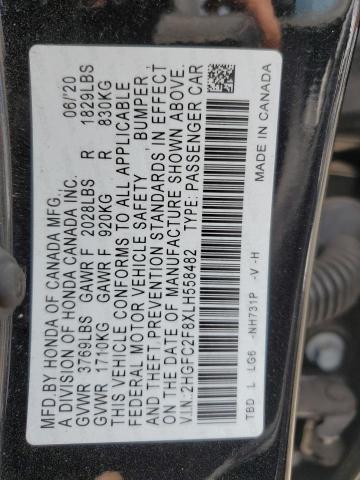 MFD.BY HONDA OF CANADA MFG.
A DIVISION OF HONDA CANADA INC. 06/'20
GVWR 3769LBS GAWR F 2028LBS R 1829LBS
GVWR 1710KG GAWR F 920KG R 830KG
THIS VEHICLE CONFORMS TO ALL APPLICABLE
FEDERAL MOTOR VEHICLE SAFETY , BUMPER ,
AND THEFT PREVENTION STANDARDS IN EFFECT
ON THE DATE OF MANUFACTURE SHOWN ABOVE.
V.I.N:2HGFC2F8XLH558482 TYPE: PASSENGER CAR
TBD L LG6 -NH731P -V -H
MADE IN CANADA